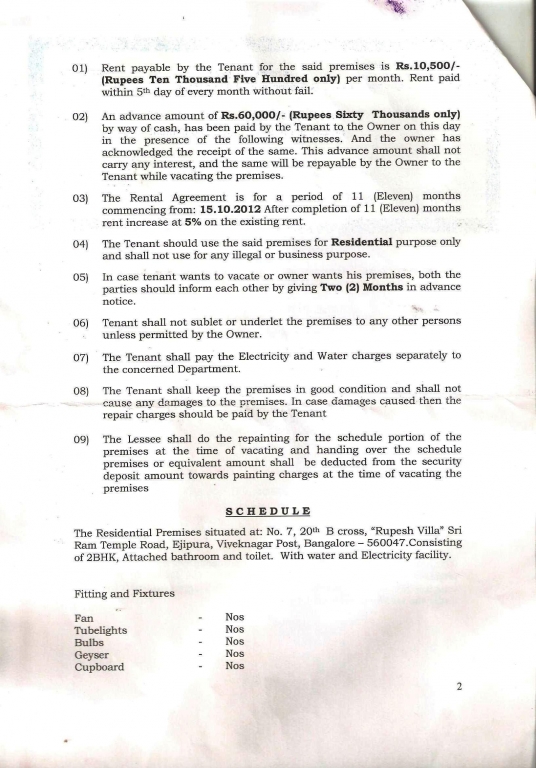 01) Rent payable by the Tenant for the said premises is Rs.10,500/-
(Rupees Ten Thousand Five Hundred only) per month. Rent paid
within 5th day of every month without fail.
02) An advance amount of Rs.60,000/- (Rupees Sixty Thousands only)
by way of cash, has been paid by the Tenant to the Owner on this day
in the presence of the following witnesses. And the owner has
acknowledged the receipt of the same. This advance amount shall not
carry any interest, and the same will be repayable by the Owner to the
Tenant while vacating the premises.
03) The Rental Agreement is for a period of 11 (Eleven) months
commencing from: 15.10.2012 After completion of 11 (Eleven) months
rent increase at 5% on the existing rent.
04) The Tenant should use the said premises for Residential purpose only
and shall not use for any illegal or business purpose.
05) In case tenant wants to vacate or owner wants his premises, both the
parties should inform each other by giving Two (2) Months in advance
notice.
06) Tenant shall not sublet or underlet the premises to any other persons
unless permitted by the Owner.
07) The Tenant shall pay the Electricity and Water charges separately to
the concerned Department.
08) The Tenant shall keep the premises in good condition and shall not
cause any damages to the premises. In case damages caused then the
repair charges should be paid by the Tenant
09) The Lessee shall do the repainting for the schedule portion of the
premises at the time of vacating and handing over the schedule
premises or equivalent amount shall be deducted from the security
deposit amount towards painting charges at the time of vacating the
premises
SCHEDULE
The Residential Premises situated at: No. 7, 20th B cross, "Rupesh Villa" Sri
Ram Temple Road, Ejipura, Viveknagar Post, Bangalore – 560047.Consisting
of 2BHK, Attached bathroom and toilet. With water and Electricity facility.
Fitting and Fixtures
Fan - Nos
Tubelights - Nos
Bulbs - Nos
Geyser - Nos
Cupboard - Nos
2